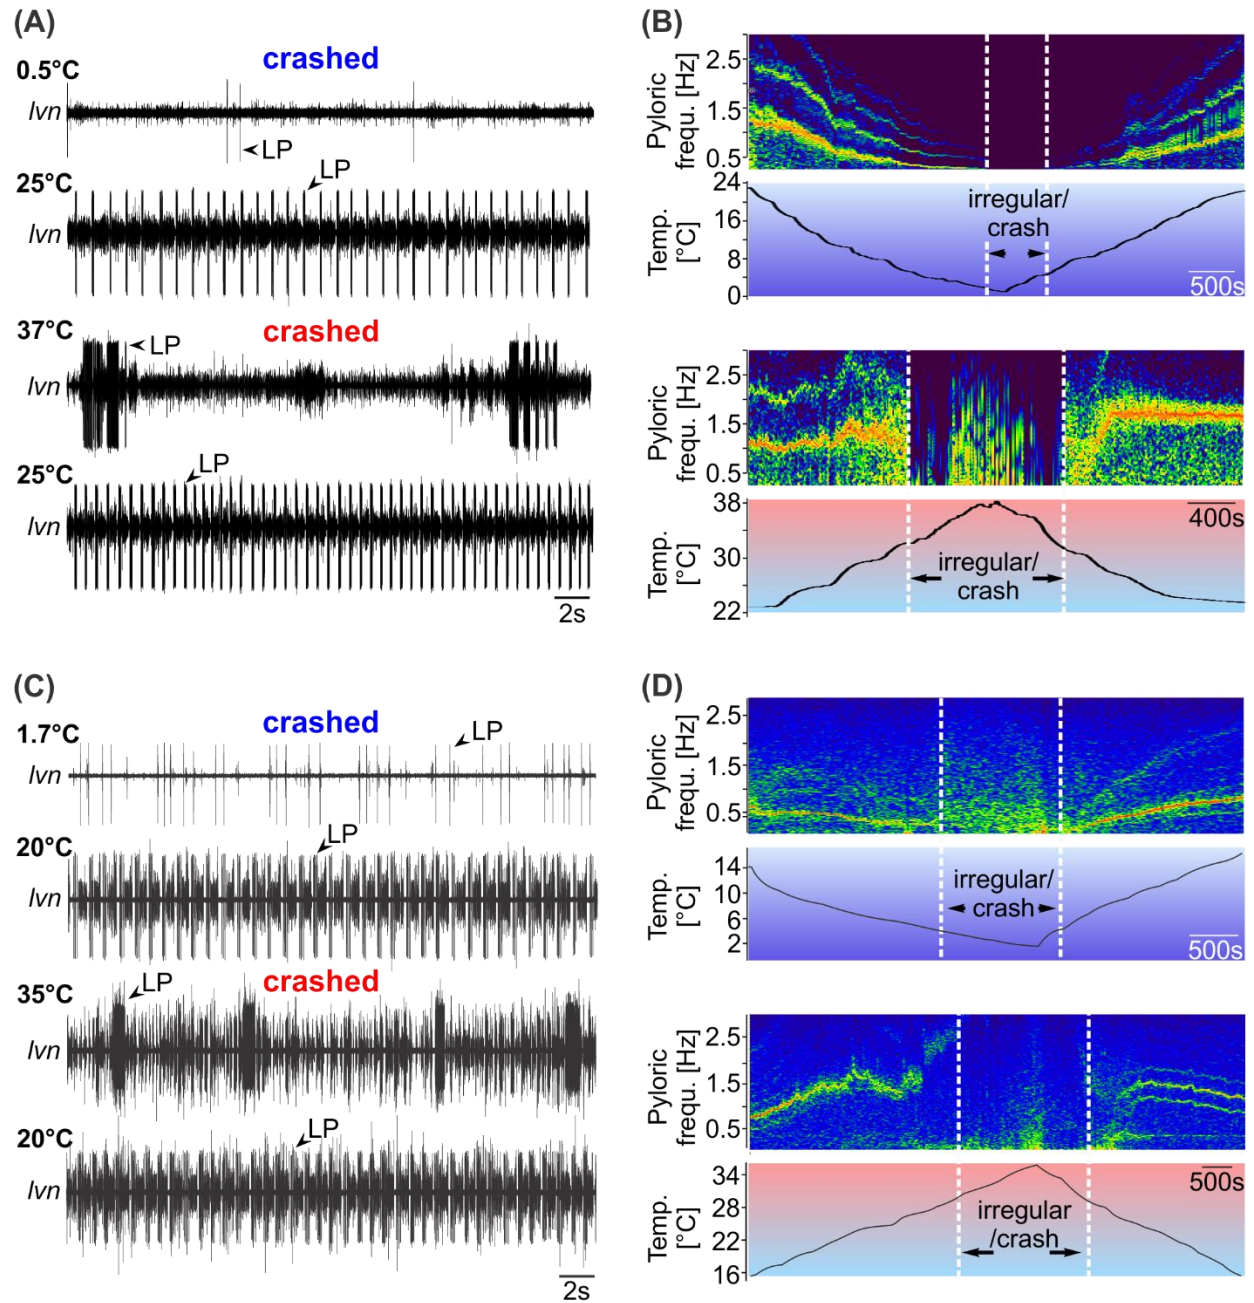 (A)
crashed
0.5°C
lvn
LP
25°C
LP
lvn
37°C
crashed
LP
lvn
25°C
LP
lvn
2s
(B)
Pyloric
frequ. [Hz]
2.5
1.5
0.5
Temp.
[°C]
24
16
8
0
irregular/
crash
500s
Pyloric
frequ. [Hz]
2.5
1.5
0.5
Temp.
[°C]
38
30
22
400s
irregular/
crash
(C)
crashed
1.7°C
LP
lvn
20°C
LP
lvn
crashed
35°C
LP
lvn
20°C
LP
lvn
2s
(D)
Pyloric
frequ. [Hz]
2.5
1.5
0.5
Temp.
[°C]
14
10
6
2
irregular/
crash
500s
Pyloric
frequ. [Hz]
2.5
1.5
0.5
Temp.
[°C]
34
28
22
16
500s
irregular
/crash